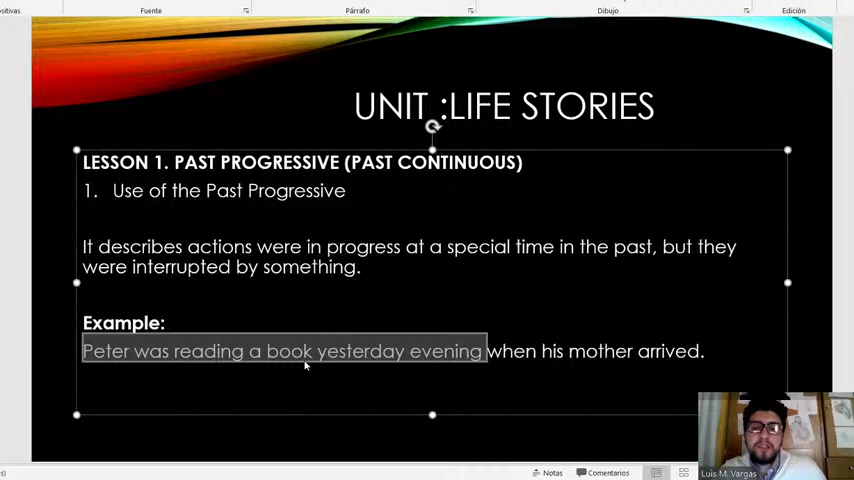 Fuente
Párrafo
Dibujo
Edición
UNIT :LIFE STORIES
LESSON 1. PAST PROGRESSIVE (PAST CONTINUOUS)
1. Use of the Past Progressive
It describes actions were in progress at a special time in the past, but they
were interrupted by something.
Example:
Peter was reading a book yesterday evening when his mother arrived.
Luis M. Vargas
Notas
Comentarios